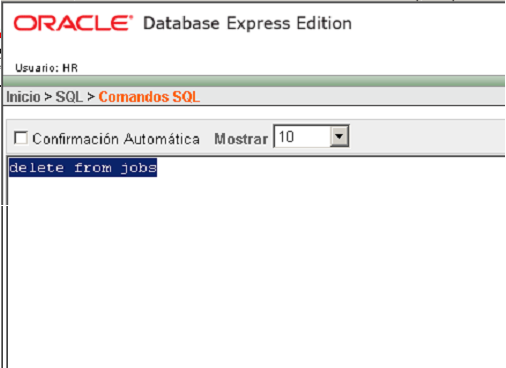 ORACLE® Database Express Edition
Usuario: HR
Inicio > SQL > Comandos SQL
Confirmación Automática Mostrar 10
delete from jobs